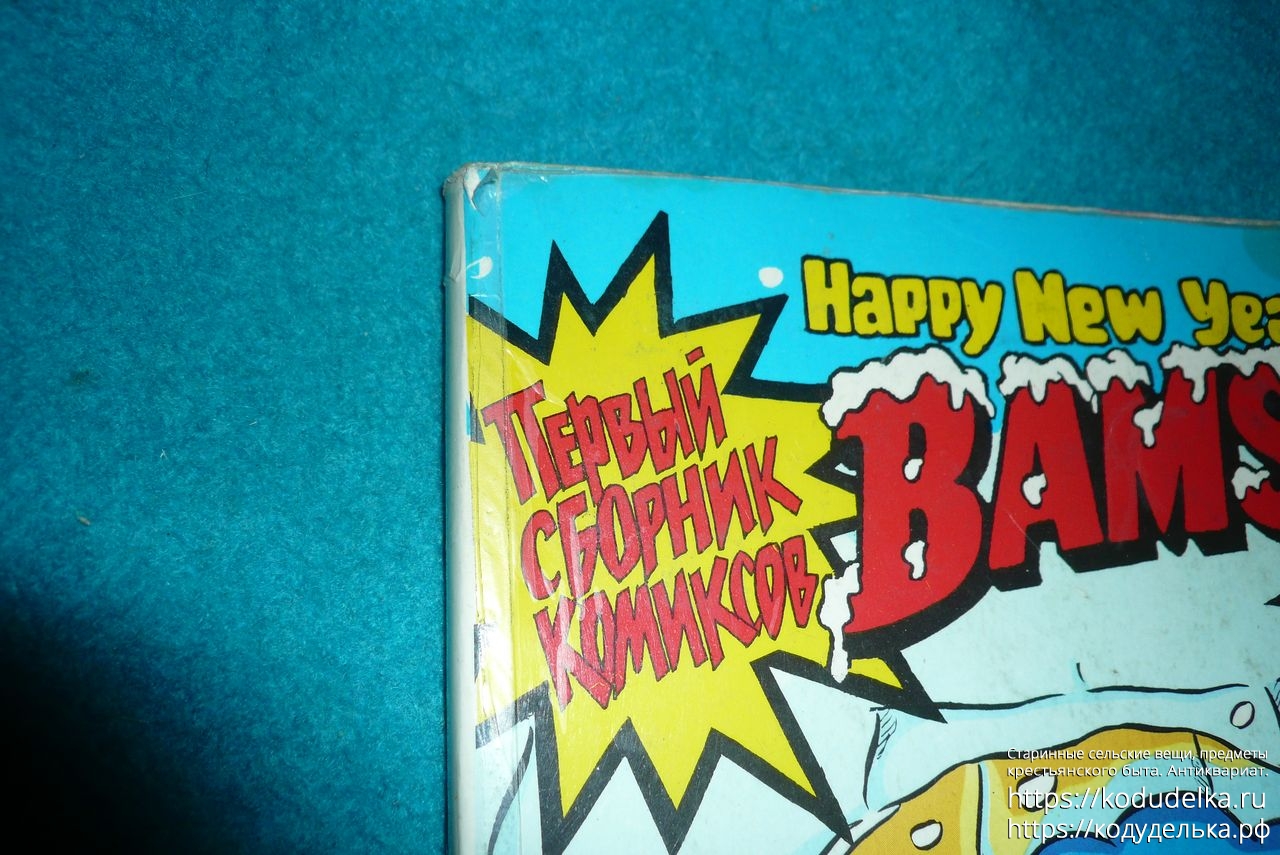 Happy New Yea
BAMS
Первый
сборник
комиксов
Старинные сельские вещи, предметы
крестьянского быта. Антиквариат.
https://kodudelka.ru
https://кодуделька.рф